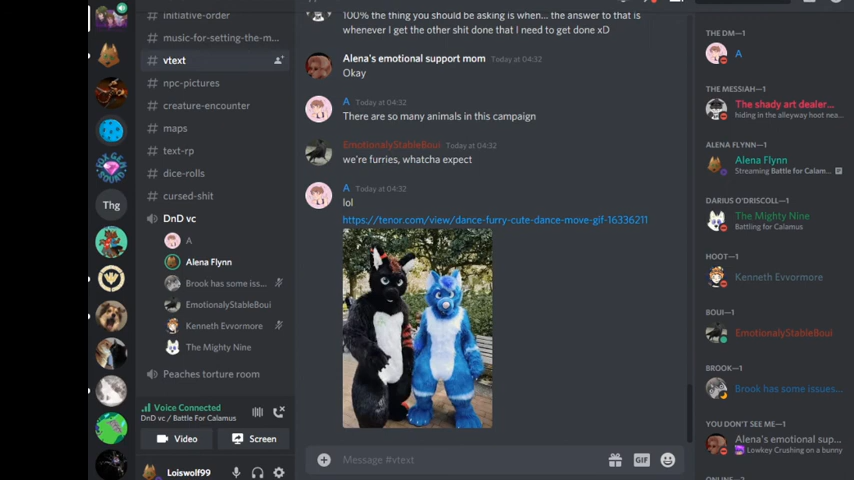 initiative-order
music-for-setting-the-m...
vtext
npc-pictures
creature-encounter
maps
text-rp
dice-rolls
cursed-shit
DnD vc
A
Alena Flynn
Brook has some iss...
EmotionalyStableBoui
Kenneth Evvormore
The Mighty Nine
Peaches torture room
Voice Connected
DnD vc / Battle For Calamus
Video
Screen
Loiswolf99
Thg
100% the thing you should be asking is when... the answer to that is
whenever I get the other shit done that I need to get done xD
Alena's emotional support mom Today at 04:32
Okay
A Today at 04:32
There are so many animals in this campaign
EmotionalyStableBoui Today at 04:32
we're furries, whatcha expect
A Today at 04:32
lol
https://tenor.com/view/dance-furry-cute-dance-move-gif-16336211
Message #vtext
GIF
THE DM—1
A
THE MESSIAH—1
The shady art dealer...
hiding in the alleyway hoot nea...
ALENA FLYNN—1
Alena Flynn
Streaming Battle for Calam...
DARIUS O'DRISCOLL—1
The Mighty Nine
Battling for Calamus
HOOT—1
Kenneth Evvormore
BOUI—1
EmotionalyStableBoui
BROOK—1
Brook has some issues...
YOU DON'T SEE ME—1
Alena's emotional sup...
Lowkey Crushing on a bunny